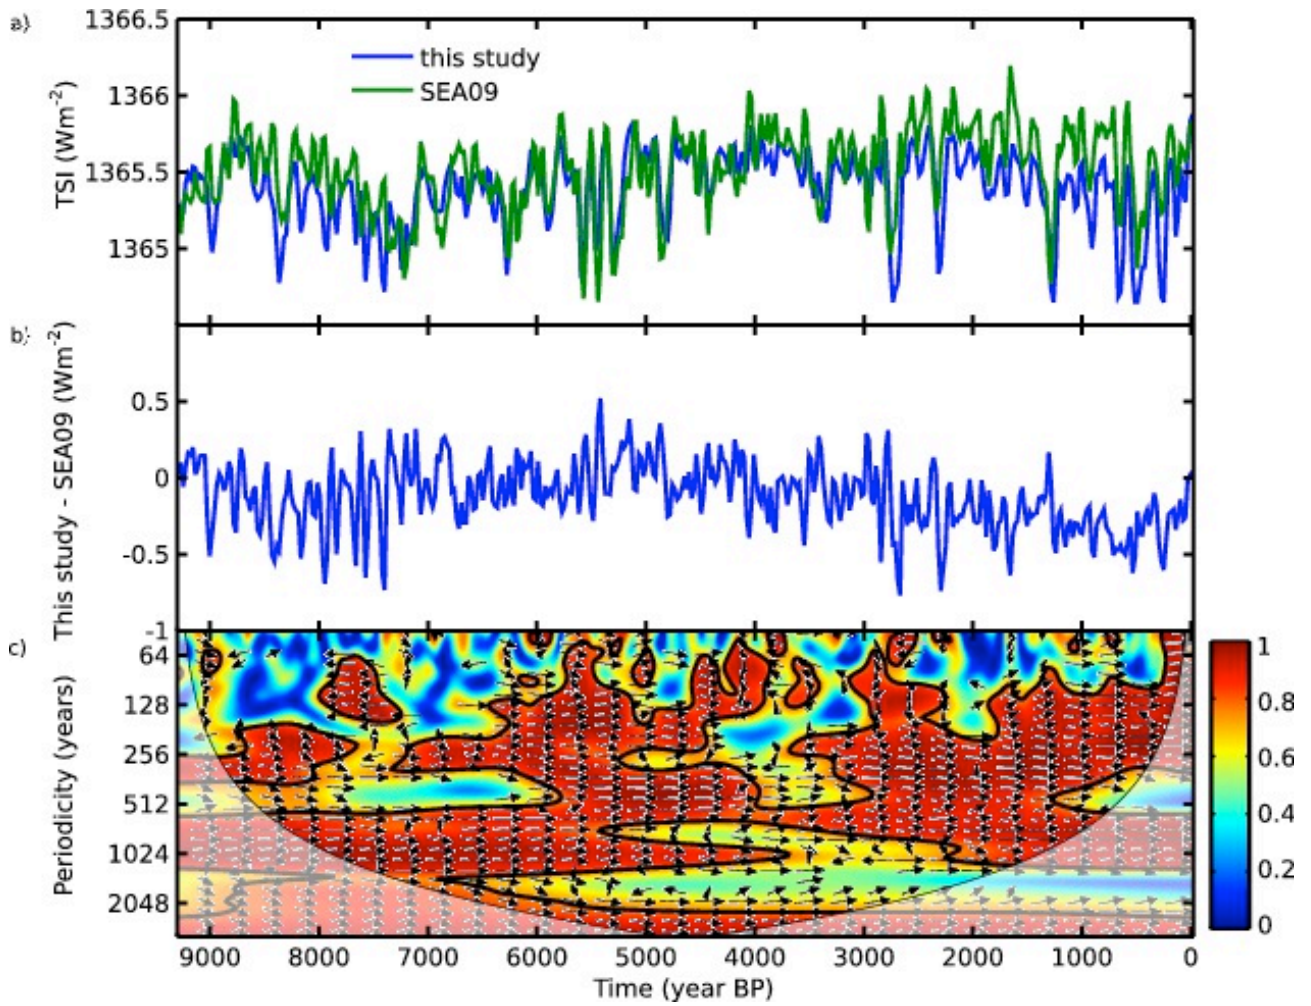 a)
1366.5
1366
1365.5
1365
TSI (Wm-2)
this study
SEA09
b)
0.5
0
-0.5
-1
This study - SEA09 (Wm-2)
c)
64
128
256
512
1024
2048
Periodicity (years)
1
0.8
0.6
0.4
0.2
0
9000 8000 7000 6000 5000 4000 3000 2000 1000 0
Time (year BP)